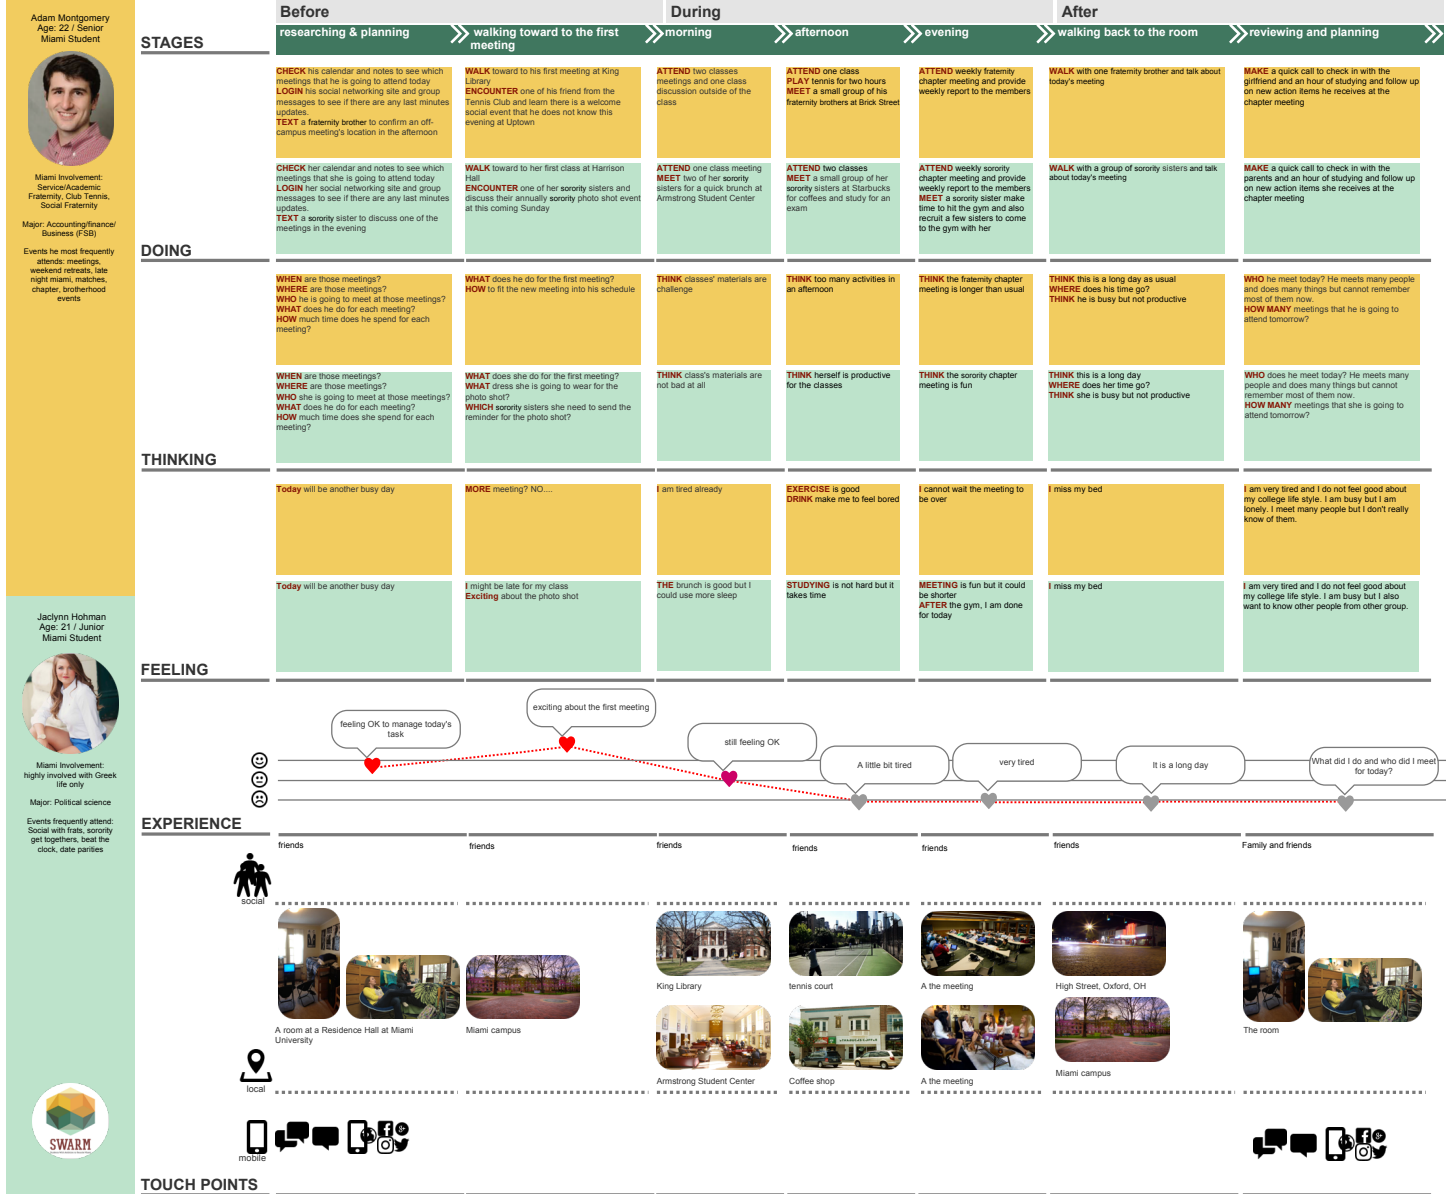 Adam Montgomery
Age: 22 / Senior
Miami Student
Miami Involvement:
Service/Academic
Fraternity, Club Tennis,
Social Fraternity
Major: Accounting/finance/
Business (FSB)
Events he most frequently
attends: meetings,
weekend retreats, late
night miami, matches,
chapter, brotherhood
events
Jaclynn Hohman
Age: 21 / Junior
Miami Student
Miami Involvement:
highly involved with Greek
life only
Major: Political science
Events frequently attend:
Social with frats, sorority
get togethers, beat the
clock, date parities
SWARM
Before
During
After
STAGES
researching & planning
walking toward to the first
meeting
morning
afternoon
evening
walking back to the room
reviewing and planning
CHECK his calendar and notes to see which
meetings that he is going to attend today
LOGIN his social networking site and group
messages to see if there are any last minutes
updates.
TEXT a fraternity brother to confirm an off-
campus meeting's location in the afternoon
WALK toward to his first meeting at King
Library
ENCOUNTER one of his friend from the
Tennis Club and learn there is a welcome
social event that he does not know this
evening at Uptown
ATTEND two classes
meetings and one class
discussion outside of the
class
ATTEND one class
PLAY tennis for two hours
MEET a small group of his
fraternity brothers at Brick Street
ATTEND weekly fraternity
chapter meeting and provide
weekly report to the members
WALK with one fraternity brother and talk about
today's meeting
MAKE a quick call to check in with the
girlfriend and an hour of studying and follow up
on new action items he receives at the
chapter meeting
CHECK her calendar and notes to see which
meetings that she is going to attend today
LOGIN her social networking site and group
messages to see if there are any last minutes
updates.
TEXT a sorority sister to discuss one of the
meetings in the evening
WALK toward to her first class at Harrison
Hall
ENCOUNTER one of her sorority sisters and
discuss their annually sorority photo shot event
at this coming Sunday
ATTEND one class meeting
MEET two of her sorority
sisters for a quick brunch at
Armstrong Student Center
ATTEND two classes
MEET a small group of her
sorority sisters at Starbucks
for coffees and study for an
exam
ATTEND weekly sorority
chapter meeting and provide
weekly report to the members
MEET a sorority sister make
time to hit the gym and also
recruit a few sisters to come
to the gym with her
WALK with a group of sorority sisters and talk
about today's meeting
MAKE a quick call to check in with the
parents and an hour of studying and follow up
on new action items she receives at the
chapter meeting
DOING
WHEN are those meetings?
WHERE are those meetings?
WHO he is going to meet at those meetings?
WHAT does he do for each meeting?
HOW much time does he spend for each
meeting?
WHAT does he do for the first meeting?
HOW to fit the new meeting into his schedule
THINK classes' materials are
challenge
THINK too many activities in
an afternoon
THINK the fraternity chapter
meeting is longer than usual
THINK this is a long day as usual
WHERE does his time go?
THINK he is busy but not productive
WHO he meet today? He meets many people
and does many things but cannot remember
most of them now.
HOW MANY meetings that he is going to
attend tomorrow?
WHEN are those meetings?
WHERE are those meetings?
WHO she is going to meet at those meetings?
WHAT does he do for each meeting?
HOW much time does she spend for each
meeting?
WHAT does she do for the first meeting?
WHAT dress she is going to wear for the
photo shot?
WHICH sorority sisters she need to send the
reminder for the photo shot?
THINK class's materials are
not bad at all
THINK herself is productive
for the classes
THINK the sorority chapter
meeting is fun
THINK this is a long day
WHERE does her time go?
THINK she is busy but not productive
WHO does he meet today? He meets many
people and does many things but cannot
remember most of them now.
HOW MANY meetings that she is going to
attend tomorrow?
THINKING
Today will be another busy day
MORE meeting? NO....
I am tired already
EXERCISE is good
DRINK make me to feel bored
I cannot wait the meeting to
be over
I miss my bed
I am very tired and I do not feel good about
my college life style. I am busy but I am
lonely. I meet many people but I don't really
know of them.
Today will be another busy day
I might be late for my class
Exciting about the photo shot
THE brunch is good but I
could use more sleep
STUDYING is not hard but it
takes time
MEETING is fun but it could
be shorter
AFTER the gym, I am done
for today
I miss my bed
I am very tired and I do not feel good about
my college life style. I am busy but I also
want to know other people from other group.
FEELING
feeling OK to manage today's
task
exciting about the first meeting
still feeling OK
A little bit tired
very tired
It is a long day
What did I do and who did I meet
for today?
EXPERIENCE
friends
friends
friends
friends
friends
friends
Family and friends
social
A room at a Residence Hall at Miami
University
Miami campus
King Library
tennis court
A the meeting
High Street, Oxford, OH
The room
Armstrong Student Center
Coffee shop
A the meeting
Miami campus
local
mobile
TOUCH POINTS